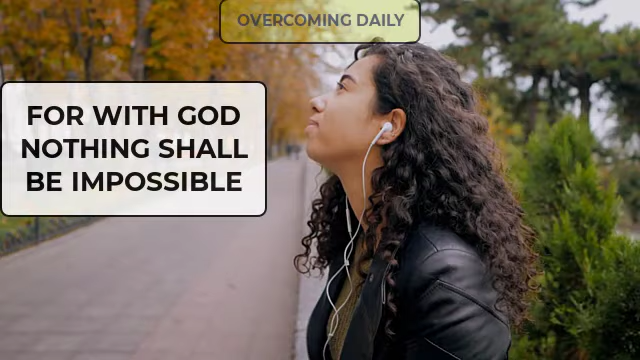 OVERCOMING DAILY
FOR WITH GOD
NOTHING SHALL
BE IMPOSSIBLE